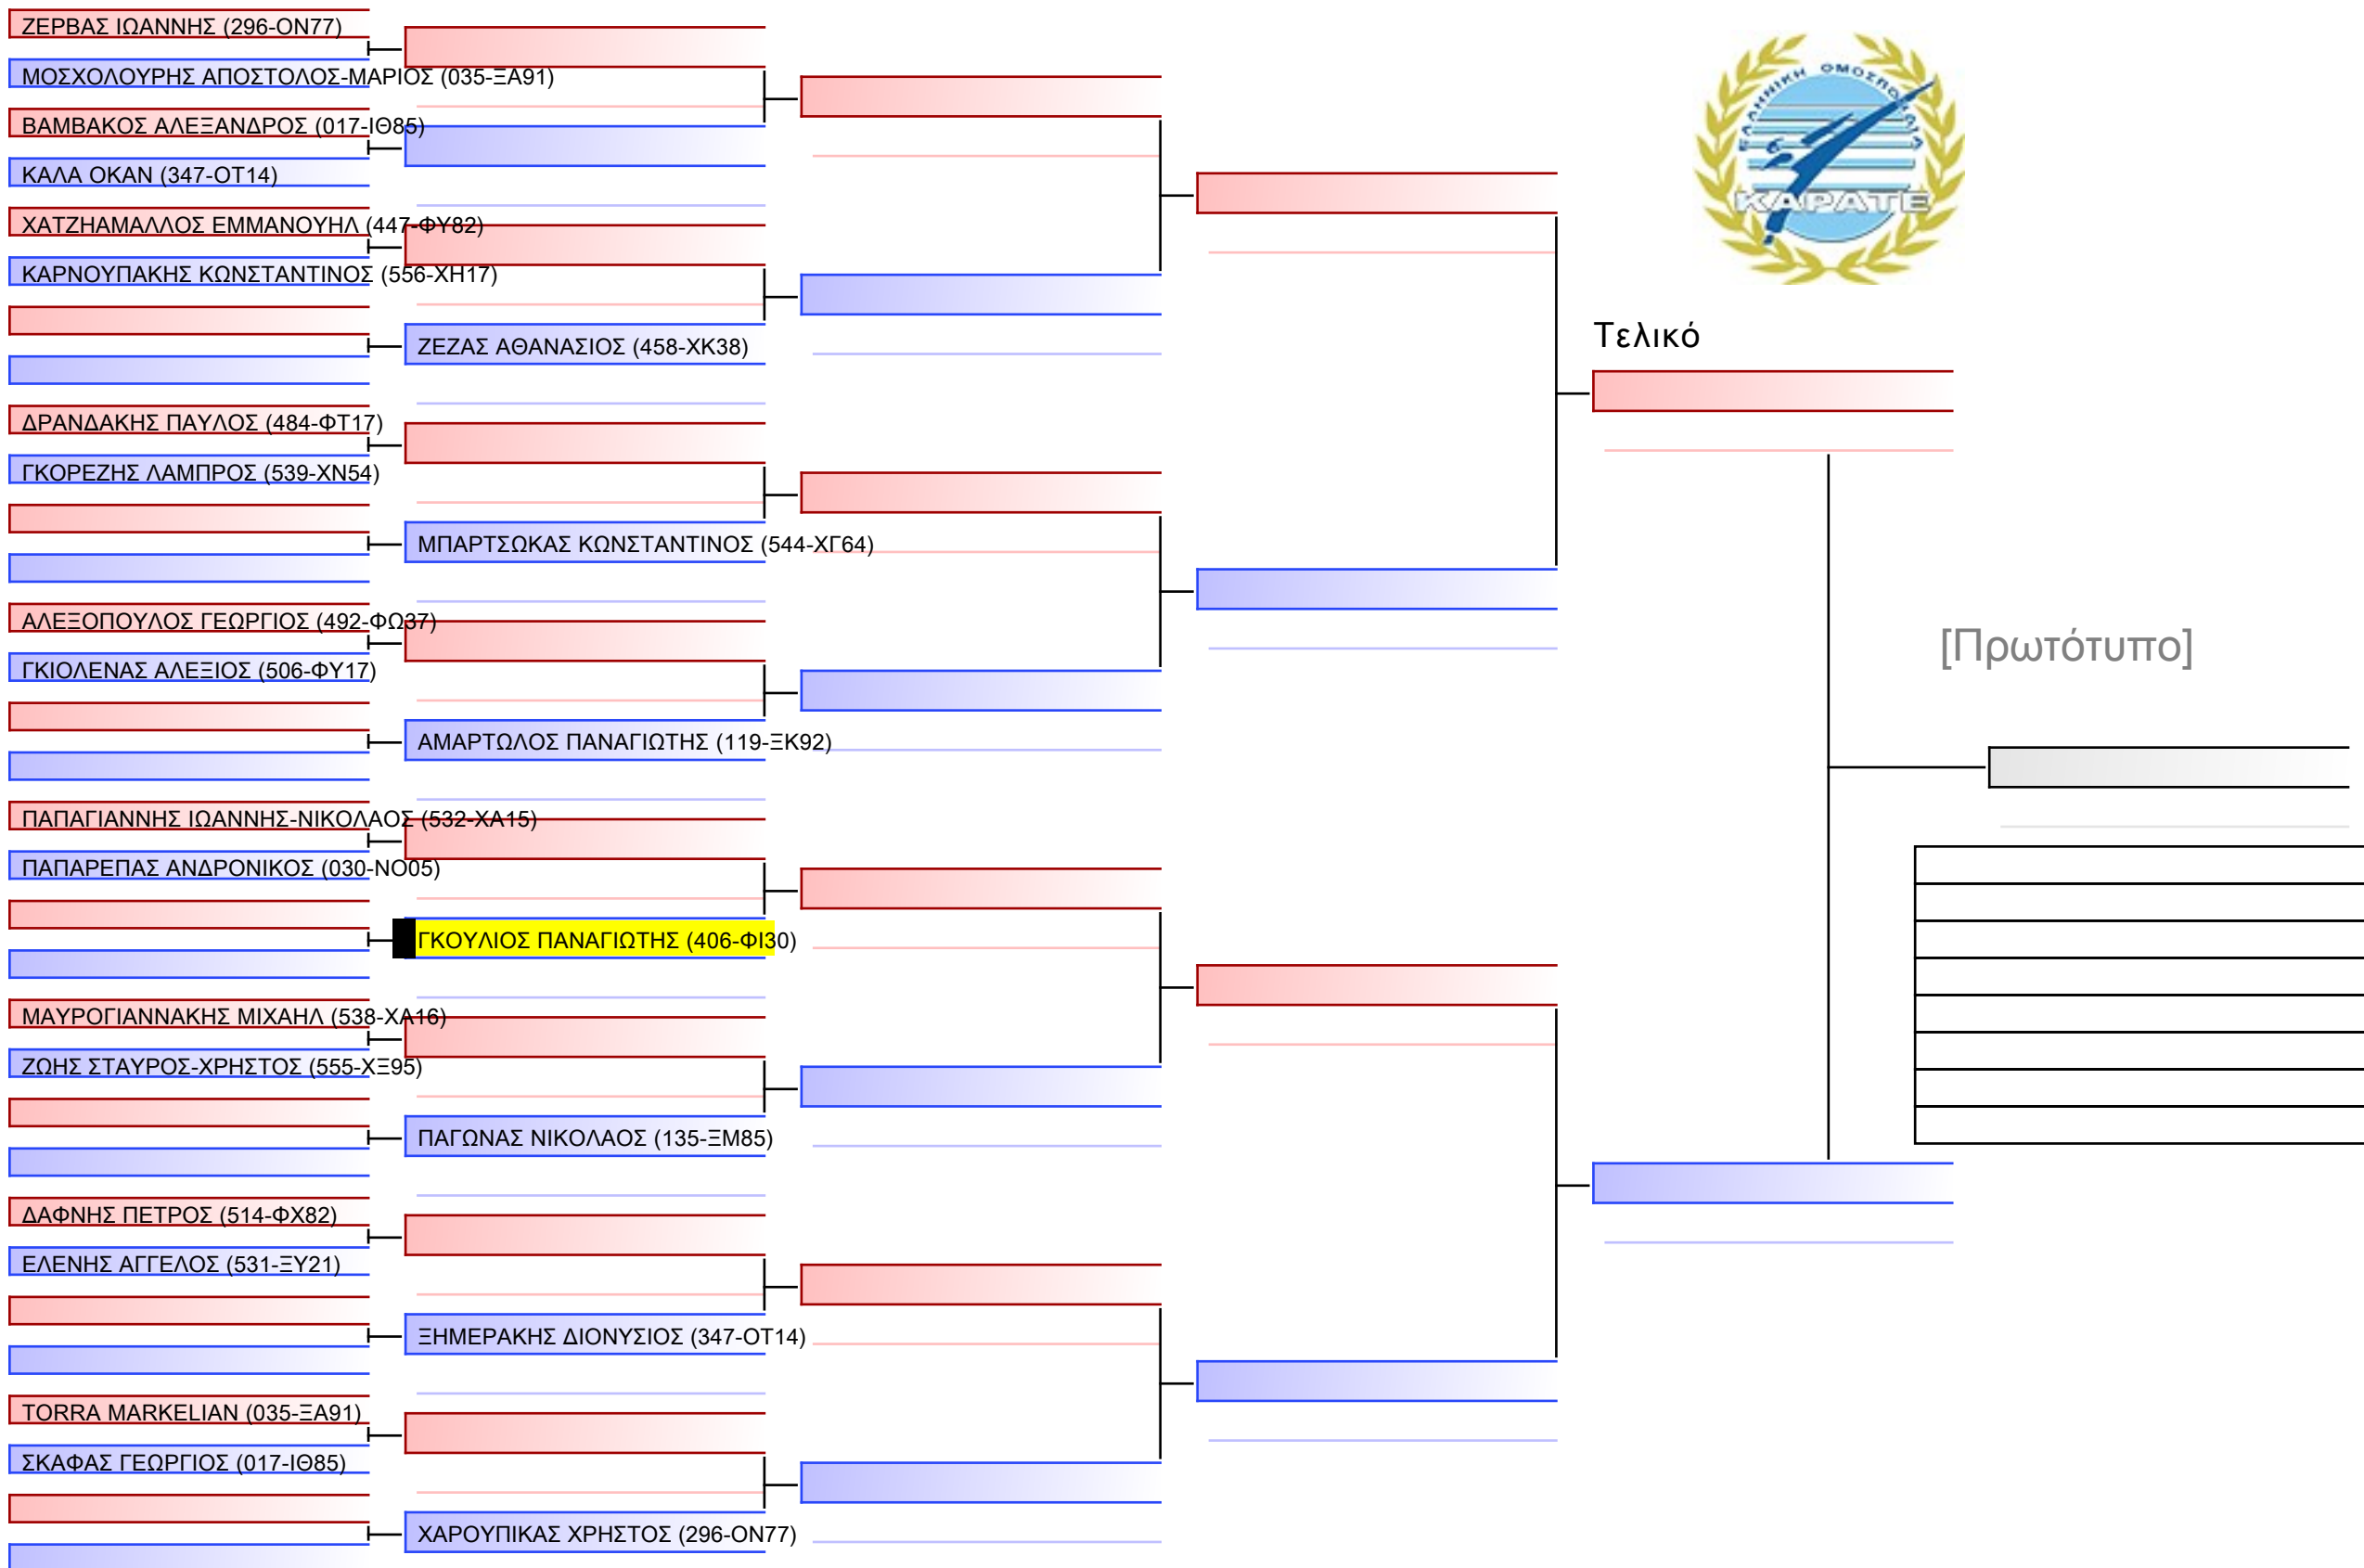 ΖΕΡΒΑΣ ΙΩΑΝΝΗΣ (296-ΟΝ77)
ΜΟΣΧΟΛΟΥΡΗΣ ΑΠΟΣΤΟΛΟΣ-ΜΑΡΙΟΣ (035-ΞΑ91)
ΒΑΜΒΑΚΟΣ ΑΛΕΞΑΝΔΡΟΣ (017-ΙΘ85)
ΚΑΛΑ ΟΚΑΝ (347-ΟΤ14)
ΧΑΤΖΗΑΜΑΛΛΟΣ ΕΜΜΑΝΟΥΗΛ (447-ΦΥ82)
ΚΑΡΝΟΥΠΑΚΗΣ ΚΩΝΣΤΑΝΤΙΝΟΣ (556-ΧΗ17)
ΖΕΖΑΣ ΑΘΑΝΑΣΙΟΣ (458-ΧΚ38)
ΔΡΑΝΔΑΚΗΣ ΠΑΥΛΟΣ (484-ΦΤ17)
ΓΚΟΡΕΖΗΣ ΛΑΜΠΡΟΣ (539-ΧΝ54)
ΜΠΑΡΤΣΩΚΑΣ ΚΩΝΣΤΑΝΤΙΝΟΣ (544-ΧΓ64)
ΑΛΕΞΟΠΟΥΛΟΣ ΓΕΩΡΓΙΟΣ (492-ΦΩ37)
ΓΚΙΟΛΕΝΑΣ ΑΛΕΞΙΟΣ (506-ΦΥ17)
ΑΜΑΡΤΩΛΟΣ ΠΑΝΑΓΙΩΤΗΣ (119-ΞΚ92)
ΠΑΠΑΓΙΑΝΝΗΣ ΙΩΑΝΝΗΣ-ΝΙΚΟΛΑΟΣ (532-ΧΑ15)
ΠΑΠΑΡΕΠΑΣ ΑΝΔΡΟΝΙΚΟΣ (030-ΝΟ05)
ΓΚΟΥΛΙΟΣ ΠΑΝΑΓΙΩΤΗΣ (406-ΦΙ30)
ΜΑΥΡΟΓΙΑΝΝΑΚΗΣ ΜΙΧΑΗΛ (538-ΧΑ16)
ΖΩΗΣ ΣΤΑΥΡΟΣ-ΧΡΗΣΤΟΣ (555-ΧΞ95)
ΠΑΓΩΝΑΣ ΝΙΚΟΛΑΟΣ (135-ΞΜ85)
ΔΑΦΝΗΣ ΠΕΤΡΟΣ (514-ΦΧ82)
ΕΛΕΝΗΣ ΑΓΓΕΛΟΣ (531-ΞΥ21)
ΞΗΜΕΡΑΚΗΣ ΔΙΟΝΥΣΙΟΣ (347-ΟΤ14)
TORRA MARKELIAN (035-ΞΑ91)
ΣΚΑΦΑΣ ΓΕΩΡΓΙΟΣ (017-ΙΘ85)
ΧΑΡΟΥΠΙΚΑΣ ΧΡΗΣΤΟΣ (296-ΟΝ77)
ΕΛΛΗΝΙΚΗ ΟΜΟΣΠΟΝΔΙΑ
ΚΑΡΑΤΕ
Τελικό
[Πρωτότυπο]